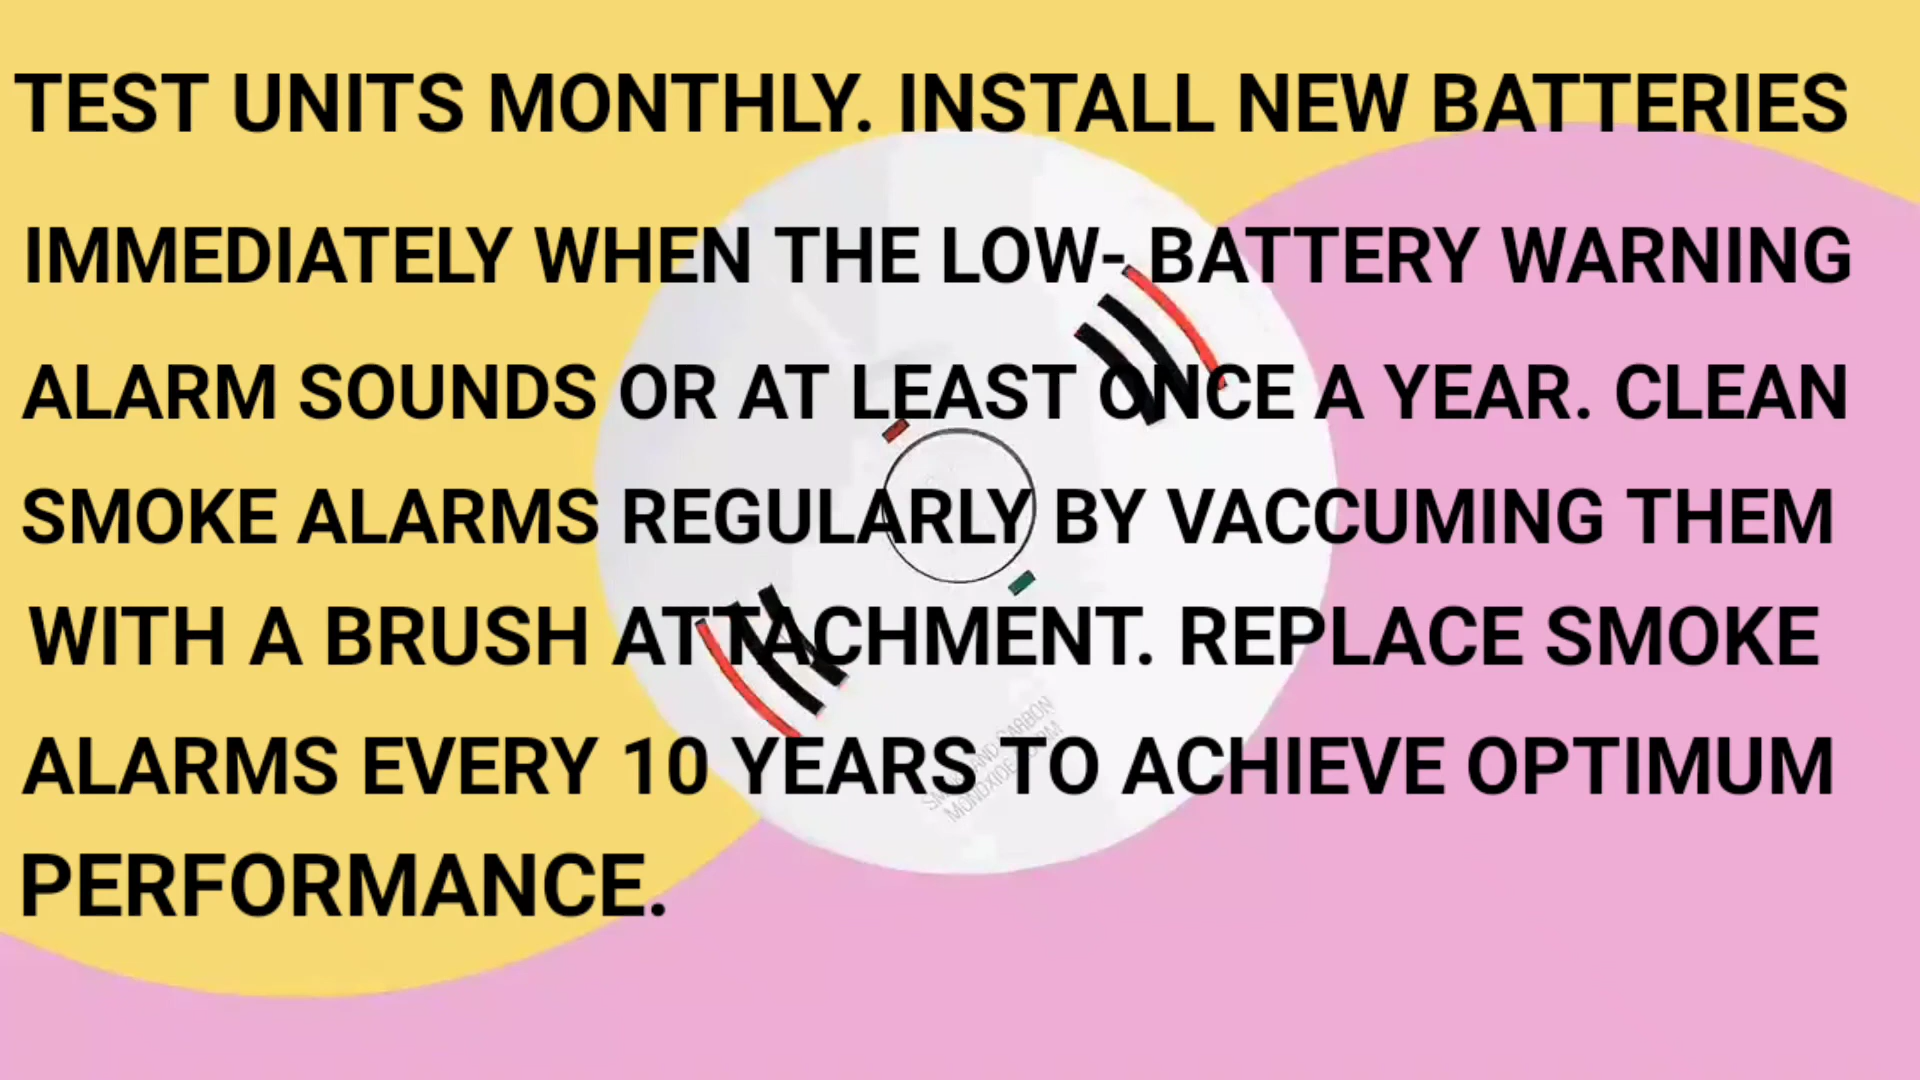 TEST UNITS MONTHLY. INSTALL NEW BATTERIES
IMMEDIATELY WHEN THE LOW- BATTERY WARNING
ALARM SOUNDS OR AT LEAST ONCE A YEAR. CLEAN
SMOKE ALARMS REGULARLY BY VACCUMING THEM
WITH A BRUSH ATTACHMENT. REPLACE SMOKE
ALARMS EVERY 10 YEARS TO ACHIEVE OPTIMUM
PERFORMANCE.
AND CARBON